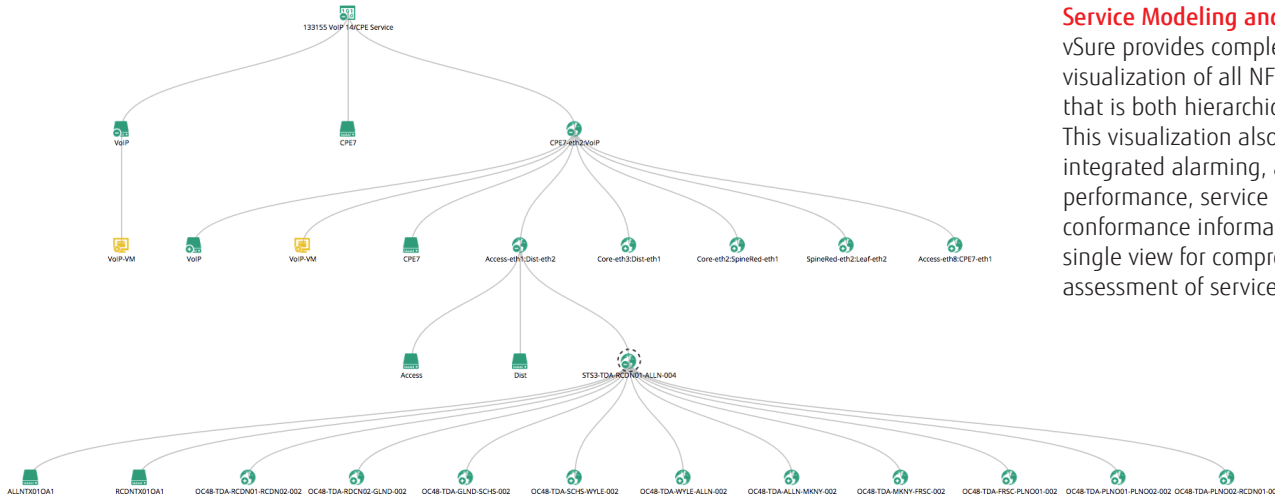 133155 VoIP 14/CPE Service
VoIP
CPE7
CPE7-eth2:VoIP
VoIP-VM
VoIP
VoIP-VM
CPE7
Access-eth1:Dist-eth2
Core-eth3:Dist-eth1
Core-eth2:SpineRed-eth1
SpineRed-eth2:Leaf-eth2
Access-eth8:CPE7-eth1
Access
Dist
STS3-TDA-RCDN01-ALLN-004
ALLNTX01OA1
RCDNTX01OA1
OC48-TDA-RCDN01-RCDN02-002
OC48-TDA-RDCN02-GLND-002
OC48-TDA-GLND-SCHS-002
OC48-TDA-SCHS-WYLE-002
OC48-TDA-WYLE-ALLN-002
OC48-TDA-ALLN-MKNY-002
OC48-TDA-MKNY-FRSC-002
OC48-TDA-FRSC-PLNO01-002
OC48-TDA-PLNO01-PLNO02-002
OC48-TDA-PLNO02-RCDN01-00
Service Modeling and
vSure provides comple
visualization of all NF
that is both hierarchic
This visualization also
integrated alarming, a
performance, service
conformance informa
single view for compre
assessment of service